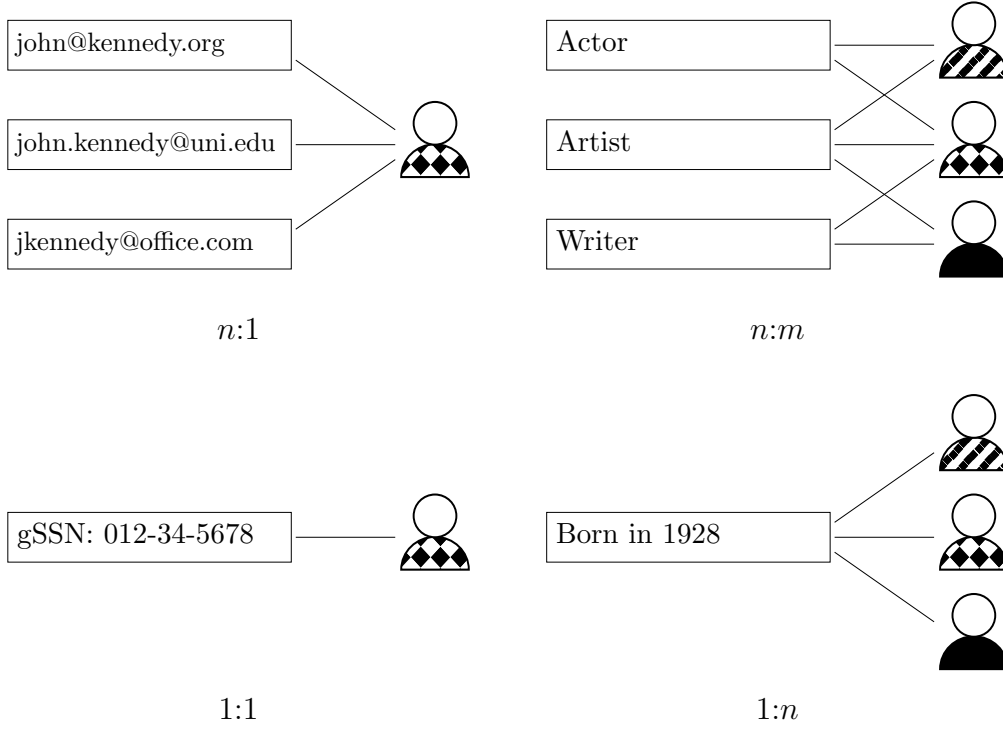 john@kennedy.org
john.kennedy@uni.edu
jkennedy@office.com
n:1
Actor
Artist
Writer
n:m
gSSN: 012-34-5678
1:1
Born in 1928
1:n